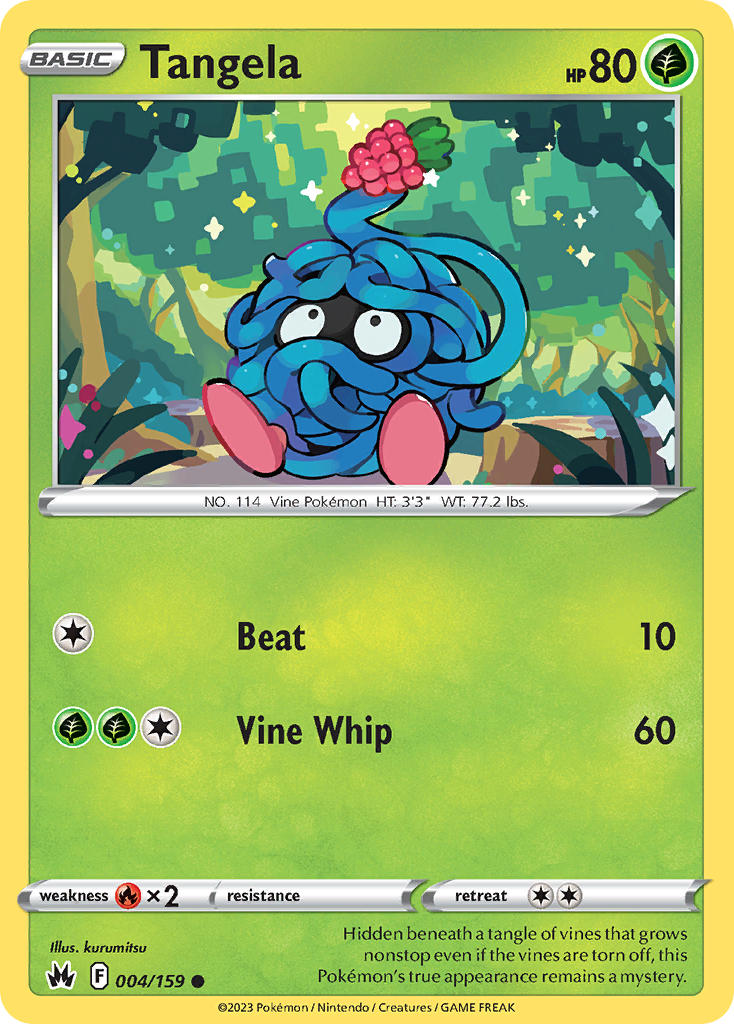 BASIC Tangela HP 80
NO. 114 Vine Pokémon HT: 3'3" WT: 77.2 lbs.
Beat 10
Vine Whip 60
weakness ×2 resistance retreat
Illus. kurumitsu
Hidden beneath a tangle of vines that grows
nonstop even if the vines are torn off, this
Pokémon's true appearance remains a mystery.
F 004/159
©2023 Pokémon / Nintendo / Creatures / GAME FREAK